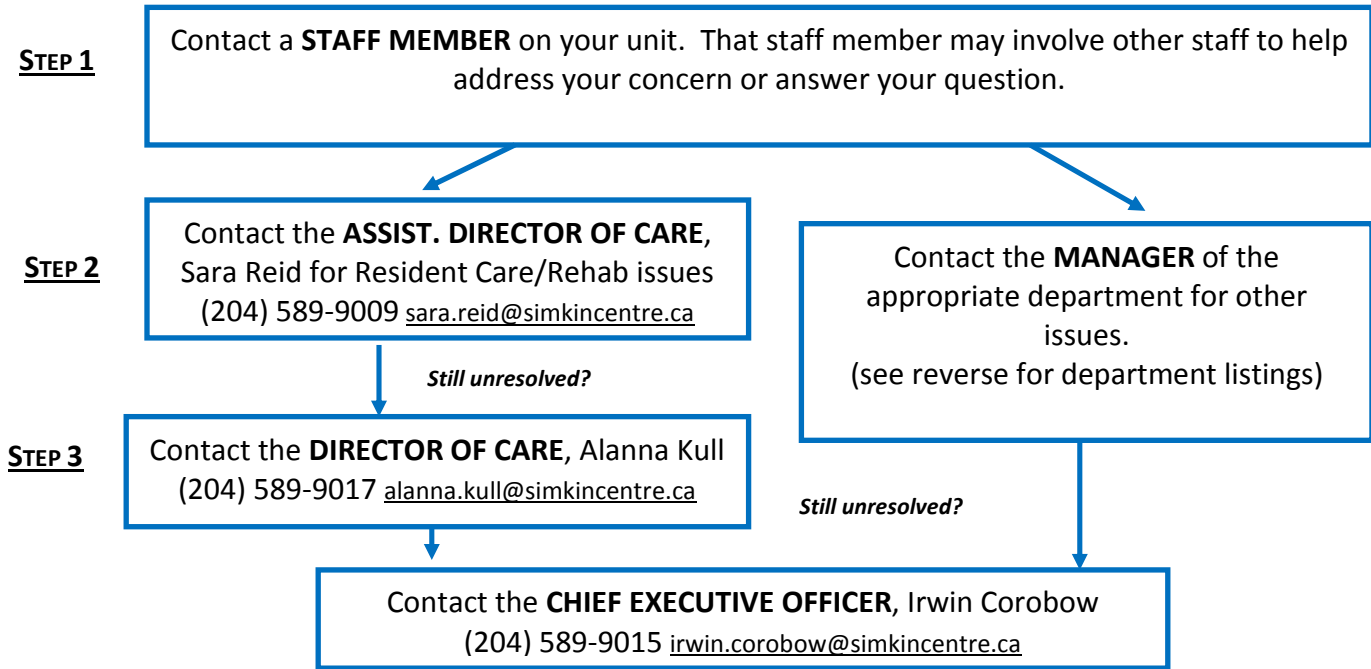 STEP 1
Contact a STAFF MEMBER on your unit.  That staff member may involve other staff to help
address your concern or answer your question.
STEP 2
Contact the ASSIST. DIRECTOR OF CARE,
Sara Reid for Resident Care/Rehab issues
(204) 589-9009 sara.reid@simkincentre.ca
Contact the MANAGER of the
appropriate department for other
issues.
(see reverse for department listings)
Still unresolved?
STEP 3
Contact the DIRECTOR OF CARE, Alanna Kull
(204) 589-9017 alanna.kull@simkincentre.ca
Still unresolved?
Contact the CHIEF EXECUTIVE OFFICER, Irwin Corobow
(204) 589-9015 irwin.corobow@simkincentre.ca